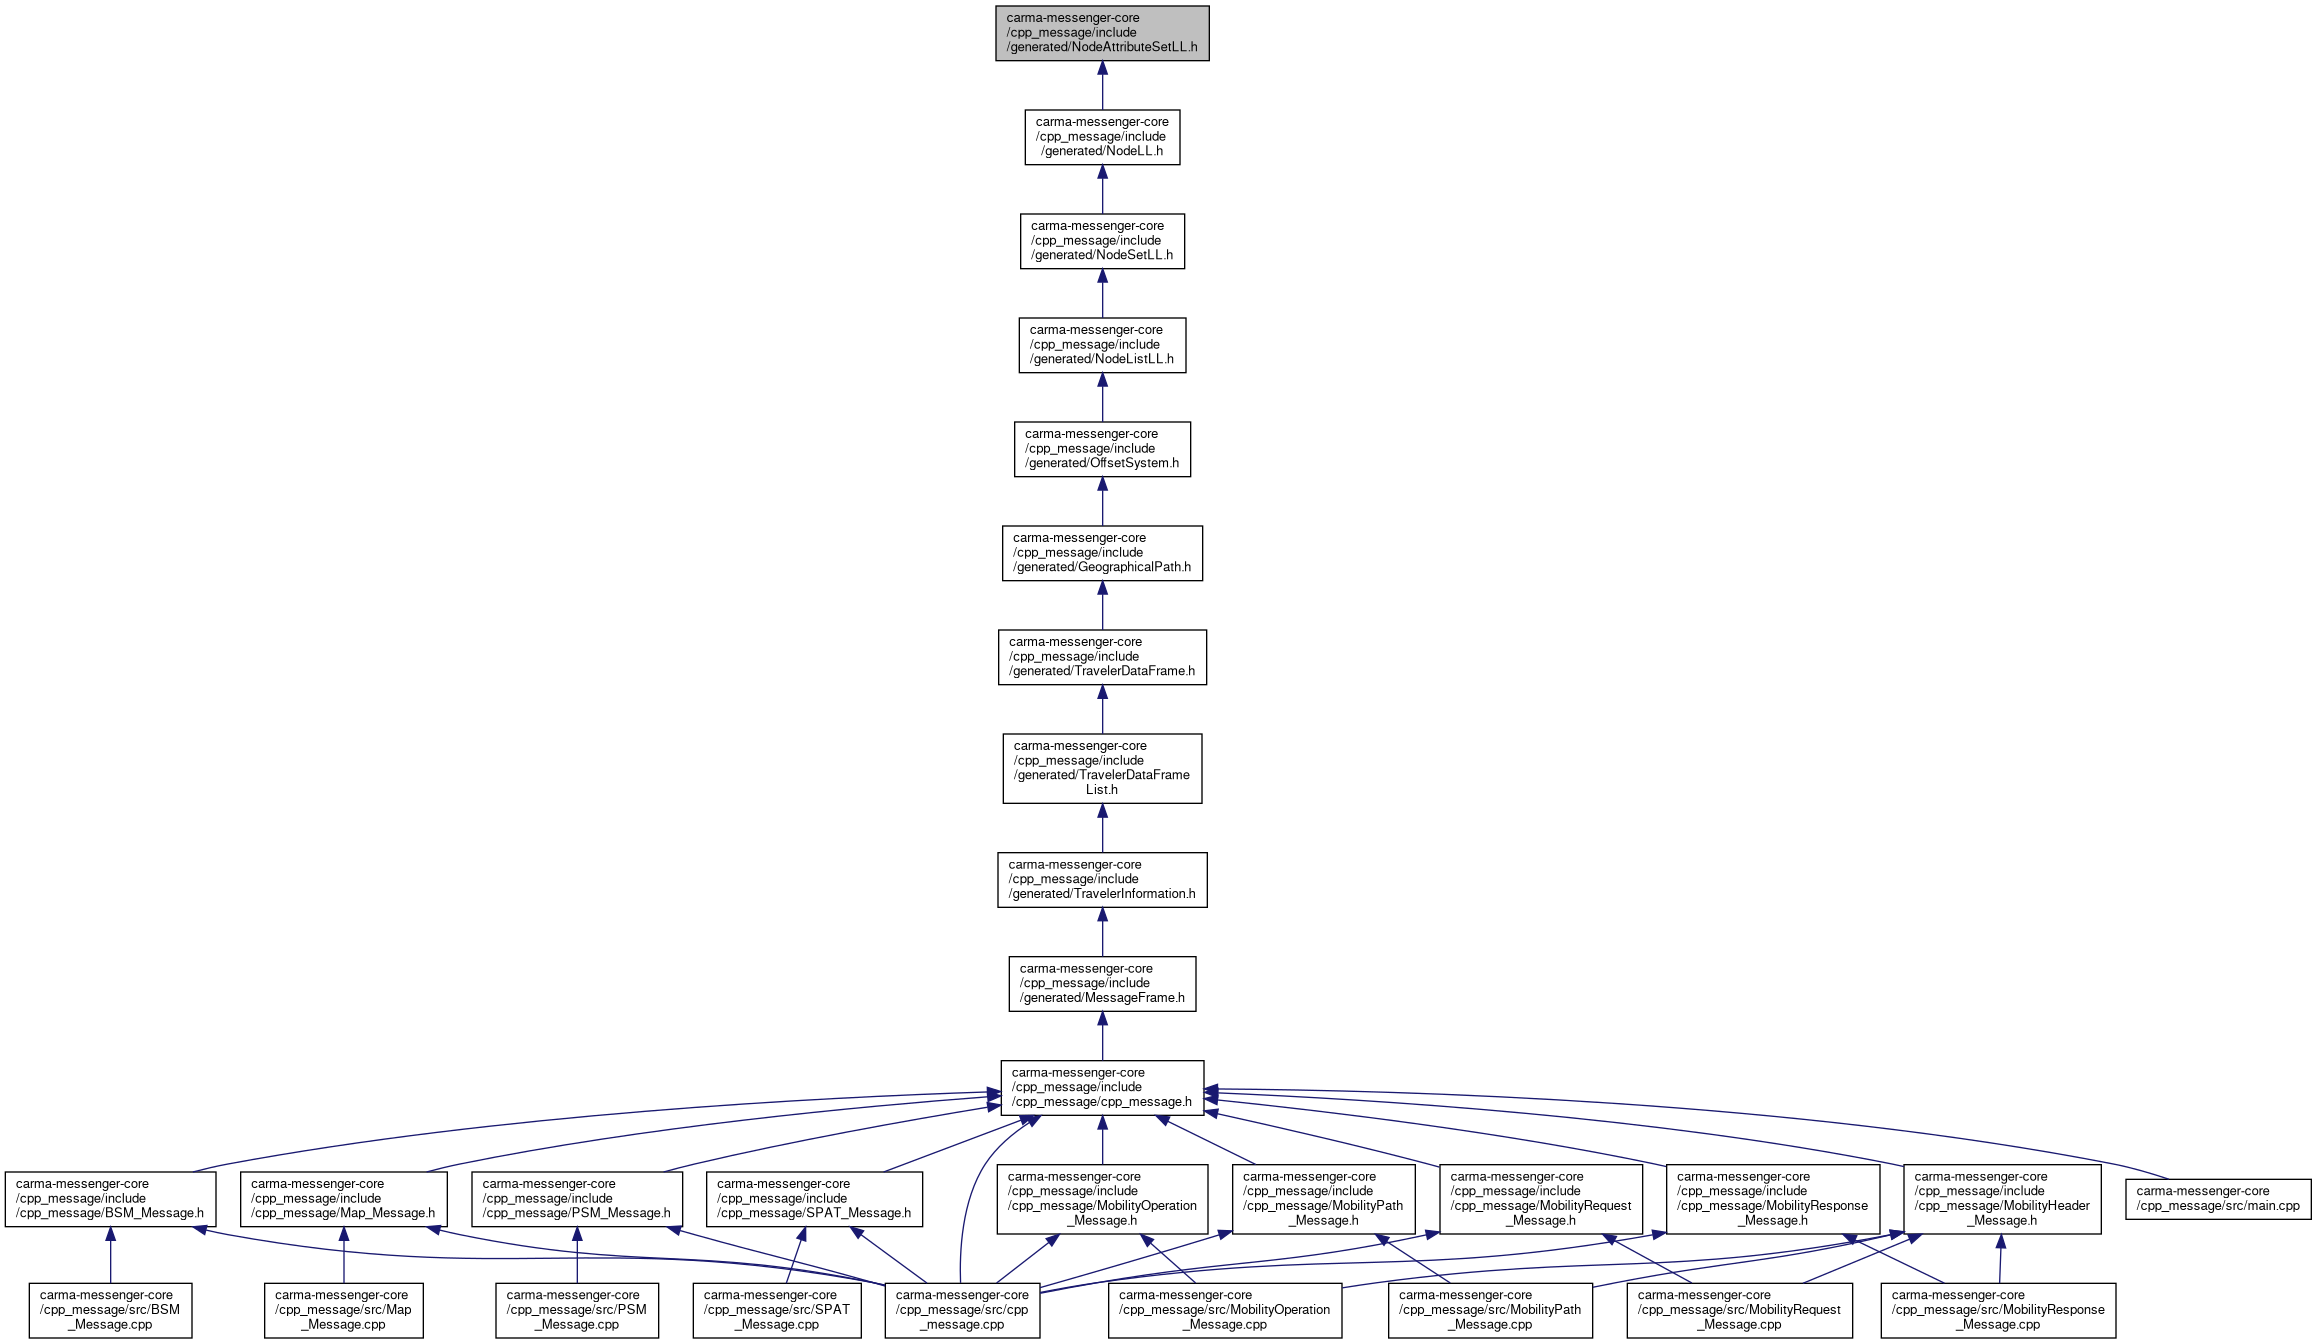 carma-messenger-core
/cpp_message/include
/generated/NodeAttributeSetLL.h
carma-messenger-core
/cpp_message/include
/generated/NodeLL.h
carma-messenger-core
/cpp_message/include
/generated/NodeSetLL.h
carma-messenger-core
/cpp_message/include
/generated/NodeListLL.h
carma-messenger-core
/cpp_message/include
/generated/OffsetSystem.h
carma-messenger-core
/cpp_message/include
/generated/GeographicalPath.h
carma-messenger-core
/cpp_message/include
/generated/TravelerDataFrame.h
carma-messenger-core
/cpp_message/include
/generated/TravelerDataFrame
List.h
carma-messenger-core
/cpp_message/include
/generated/TravelerInformation.h
carma-messenger-core
/cpp_message/include
/generated/MessageFrame.h
carma-messenger-core
/cpp_message/include
/cpp_message/cpp_message.h
carma-messenger-core
/cpp_message/include
/cpp_message/BSM_Message.h
carma-messenger-core
/cpp_message/include
/cpp_message/Map_Message.h
carma-messenger-core
/cpp_message/include
/cpp_message/PSM_Message.h
carma-messenger-core
/cpp_message/include
/cpp_message/SPAT_Message.h
carma-messenger-core
/cpp_message/include
/cpp_message/MobilityOperation
_Message.h
carma-messenger-core
/cpp_message/include
/cpp_message/MobilityPath
_Message.h
carma-messenger-core
/cpp_message/include
/cpp_message/MobilityRequest
_Message.h
carma-messenger-core
/cpp_message/include
/cpp_message/MobilityResponse
_Message.h
carma-messenger-core
/cpp_message/include
/cpp_message/MobilityHeader
_Message.h
carma-messenger-core
/cpp_message/src/main.cpp
carma-messenger-core
/cpp_message/src/BSM
_Message.cpp
carma-messenger-core
/cpp_message/src/Map
_Message.cpp
carma-messenger-core
/cpp_message/src/PSM
_Message.cpp
carma-messenger-core
/cpp_message/src/SPAT
_Message.cpp
carma-messenger-core
/cpp_message/src/cpp
_message.cpp
carma-messenger-core
/cpp_message/src/MobilityOperation
_Message.cpp
carma-messenger-core
/cpp_message/src/MobilityPath
_Message.cpp
carma-messenger-core
/cpp_message/src/MobilityRequest
_Message.cpp
carma-messenger-core
/cpp_message/src/MobilityResponse
_Message.cpp